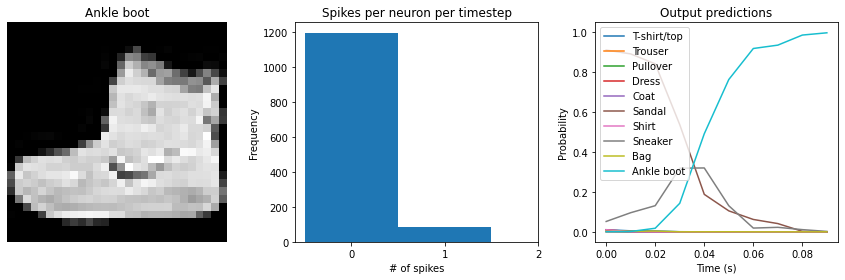 Ankle boot
Spikes per neuron per timestep
Frequency
1200
1000
800
600
400
200
0
0
1
2
# of spikes
Output predictions
Probability
1.0
0.8
0.6
0.4
0.2
0.0
T-shirt/top
Trouser
Pullover
Dress
Coat
Sandal
Shirt
Sneaker
Bag
Ankle boot
0.00
0.02
0.04
0.06
0.08
Time (s)